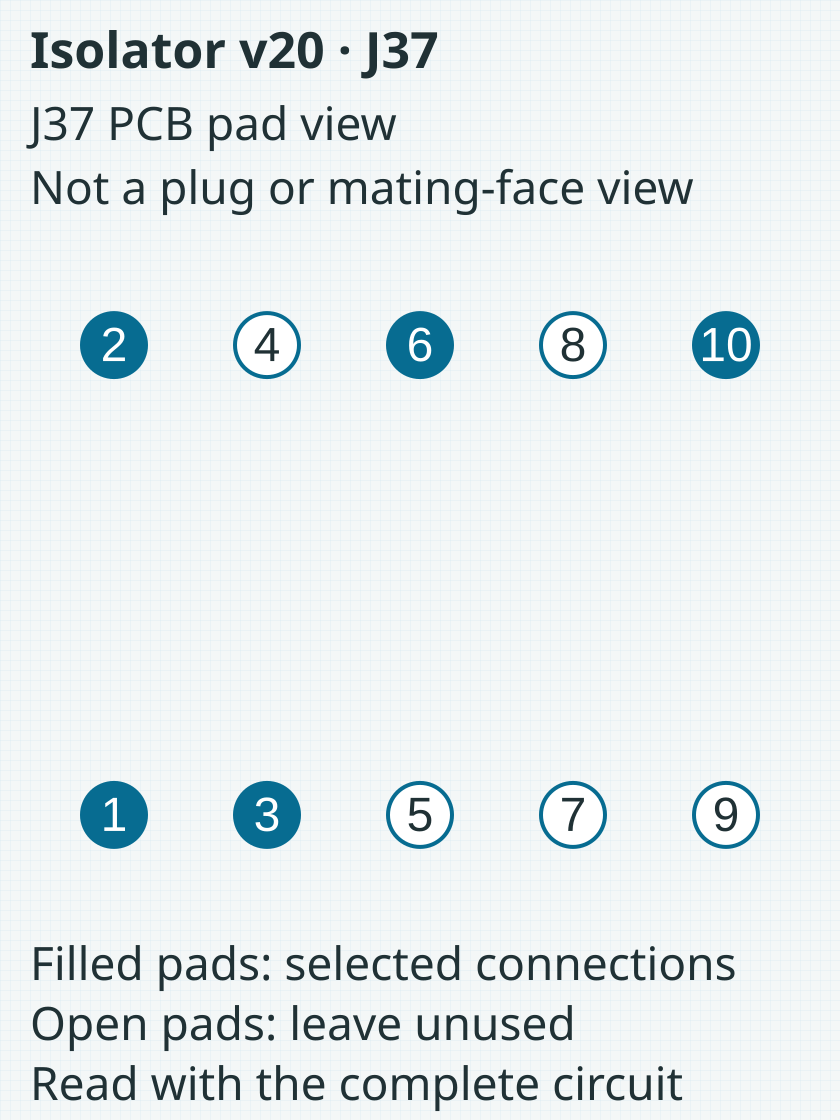 Isolator v20 · J37
J37 PCB pad view
Not a plug or mating-face view
2 4 6 8 10
1 3 5 7 9
Filled pads: selected connections
Open pads: leave unused
Read with the complete circuit